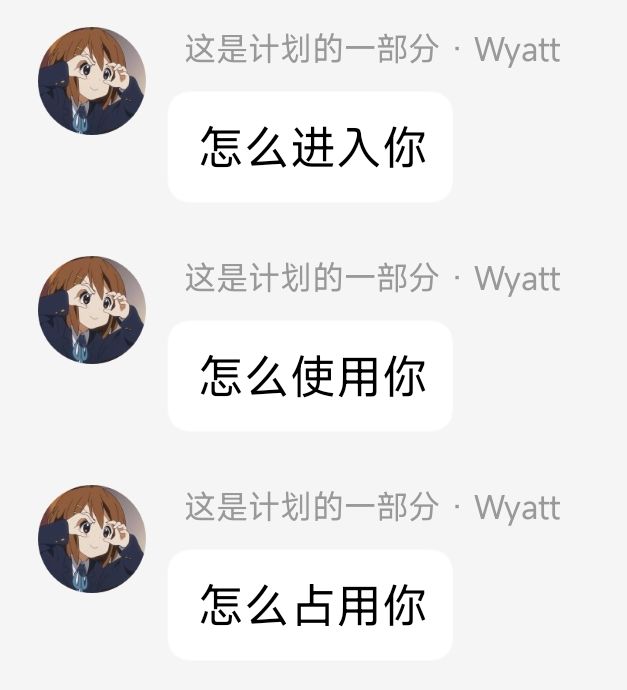 这是计划的一部分 · Wyatt
怎么进入你
这是计划的一部分 · Wyatt
怎么使用你
这是计划的一部分 · Wyatt
怎么占用你